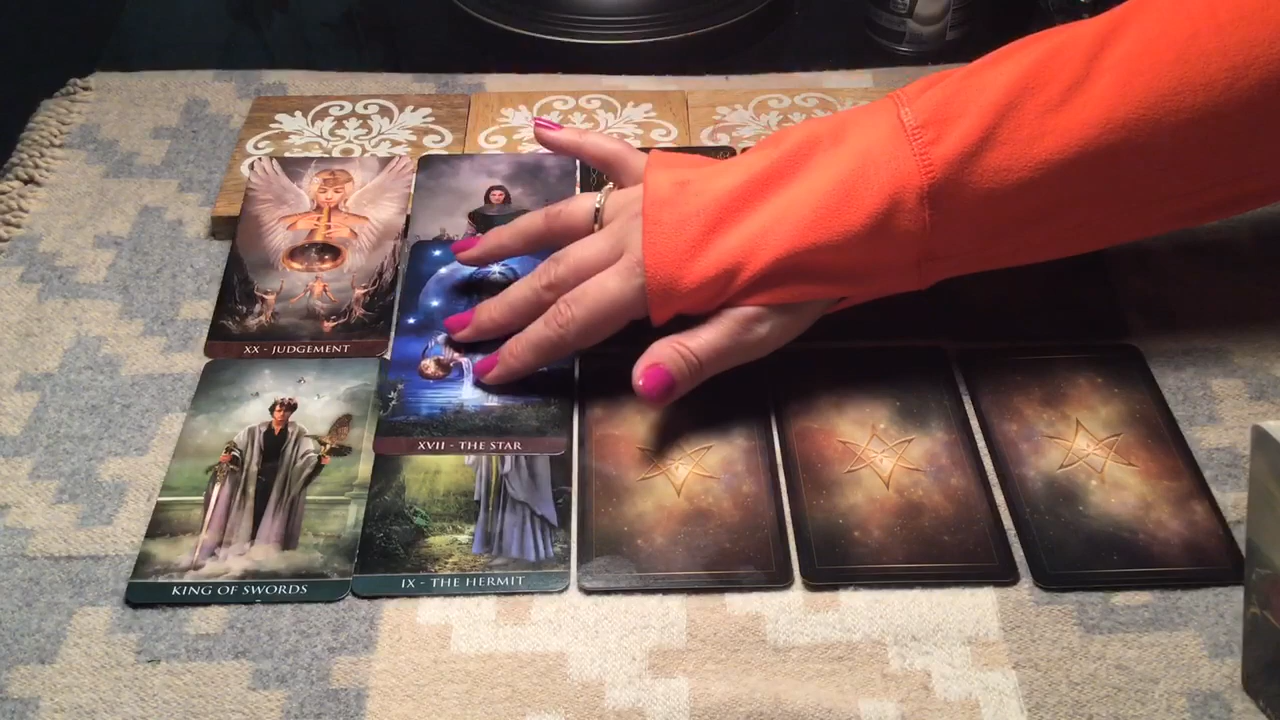 XX - JUDGEMENT
XVII - THE STAR
KING OF SWORDS
IX - THE HERMIT